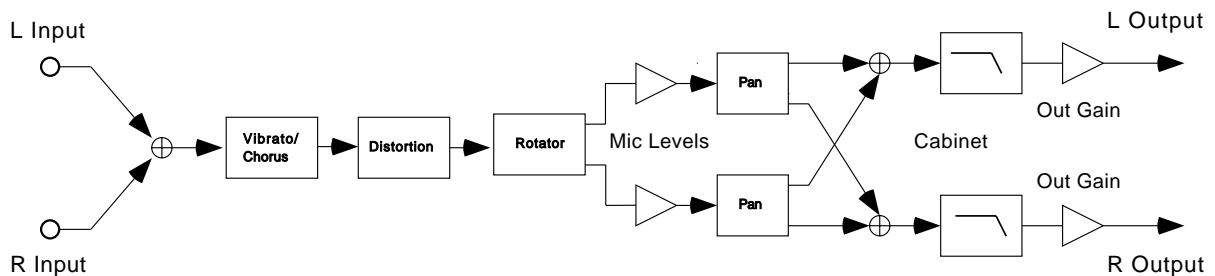 L Input
L Output
Pan
Out Gain
Vibrato/
Chorus
Distortion
Rotator
Mic Levels
Cabinet
Pan
Out Gain
R Input
R Output